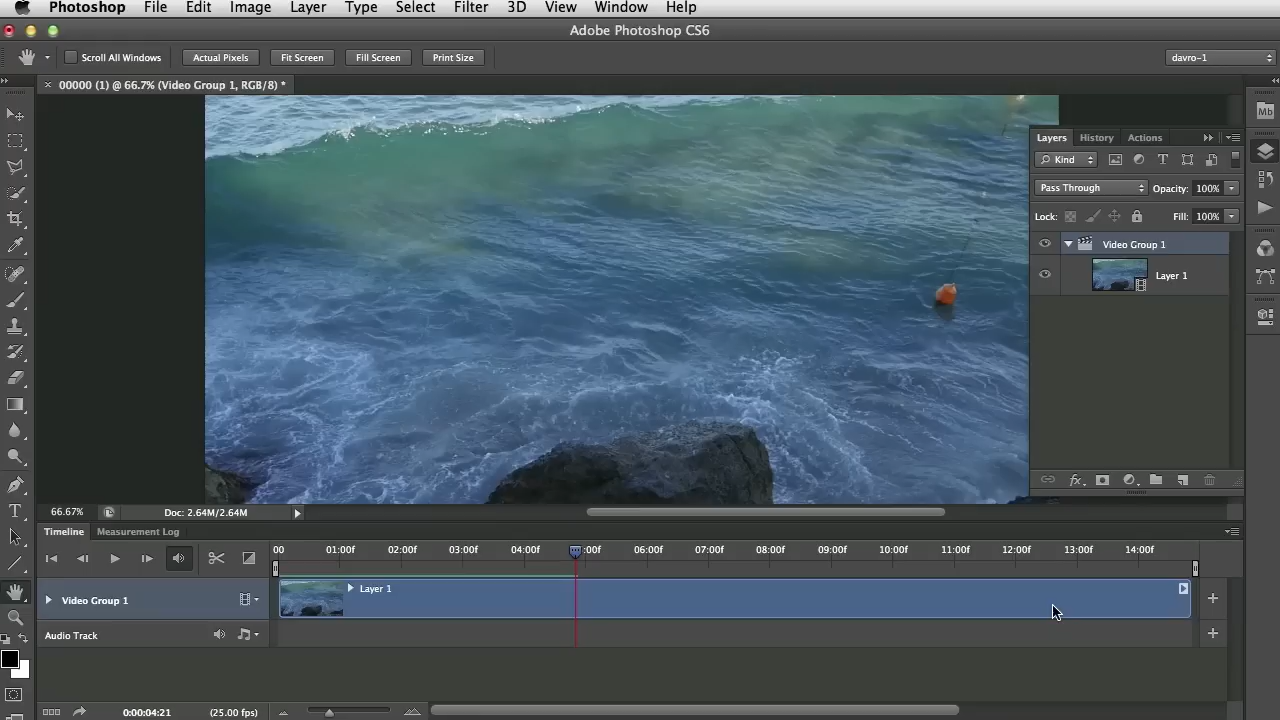 Photoshop File Edit Image Layer Type Select Filter 3D View Window Help
Adobe Photoshop CS6
Scroll All Windows Actual Pixels Fit Screen Fill Screen Print Size davro-1
00000 (1) @ 66.7% (Video Group 1, RGB/8) *
Mb
Layers History Actions
Kind
Pass Through Opacity: 100%
Lock: Fill: 100%
Video Group 1
Layer 1
66.67% Doc: 2.64M/2.64M
Timeline Measurement Log
00 01:00f 02:00f 03:00f 04:00f :00f 06:00f 07:00f 08:00f 09:00f 10:00f 11:00f 12:00f 13:00f 14:00f
Layer 1
Video Group 1
Audio Track
0:00:04:21 (25.00 fps)